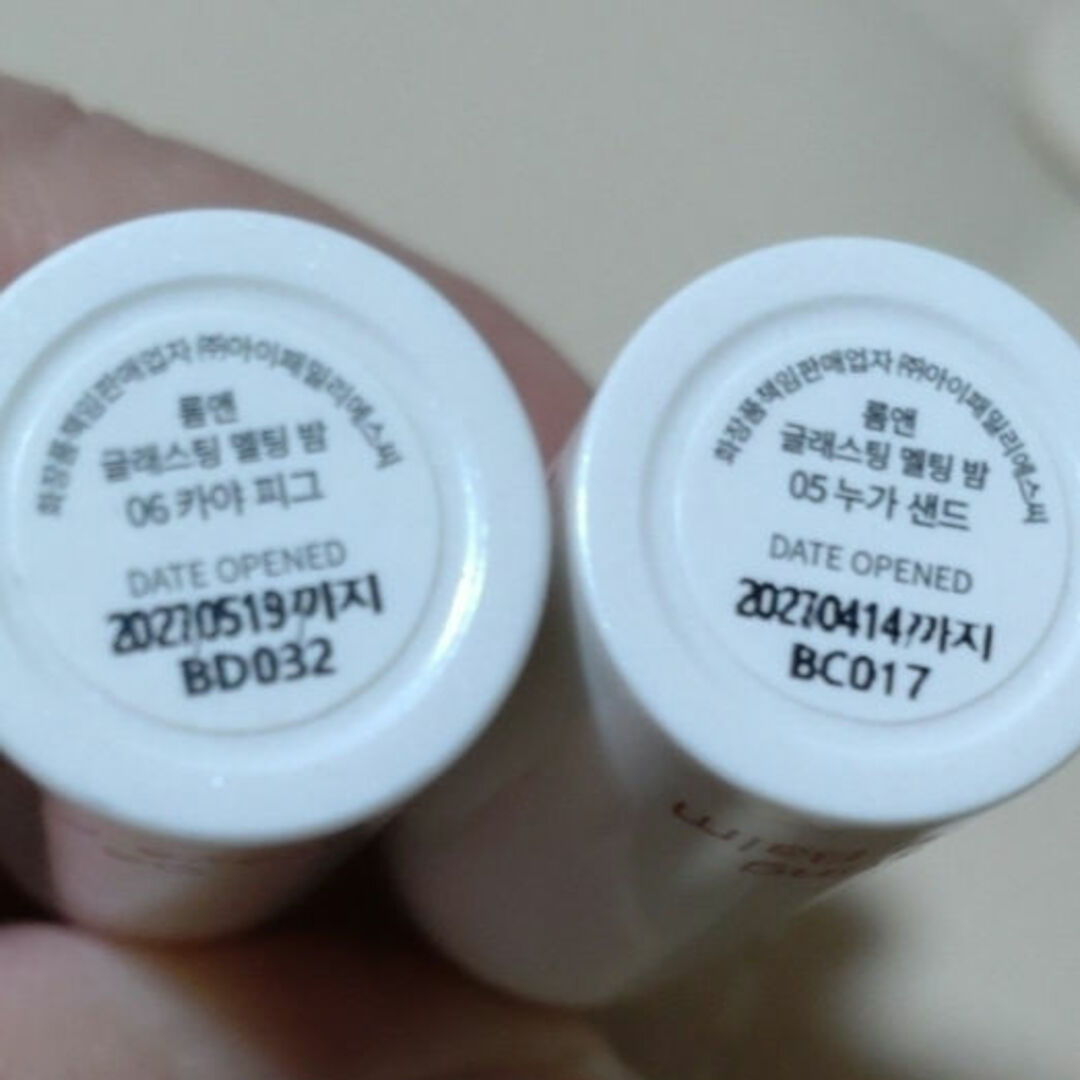 화장품책임판매업자 ㈜아이패밀리에스씨
롬앤
글래스팅 멜팅 밤
06 카야 피그
DATE OPENED
20270519까지
BD032
화장품책임판매업자 ㈜아이패밀리에스씨
롬앤
글래스팅 멜팅 밤
05 누가 샌드
DATE OPENED
20270414까지
BC017